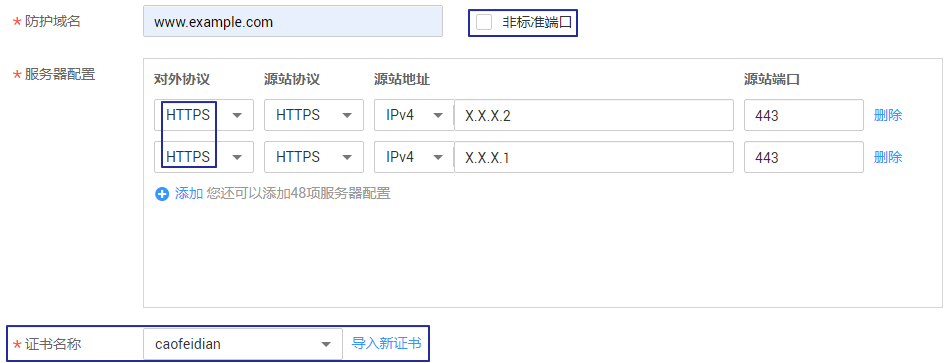 * 防护域名 www.example.com 非标准端口
* 服务器配置 对外协议 源站协议 源站地址 源站端口
HTTPS HTTPS IPv4 X.X.X.2 443 删除
HTTPS HTTPS IPv4 X.X.X.1 443 删除
添加 您还可以添加48项服务器配置
* 证书名称 caofeidian 导入新证书